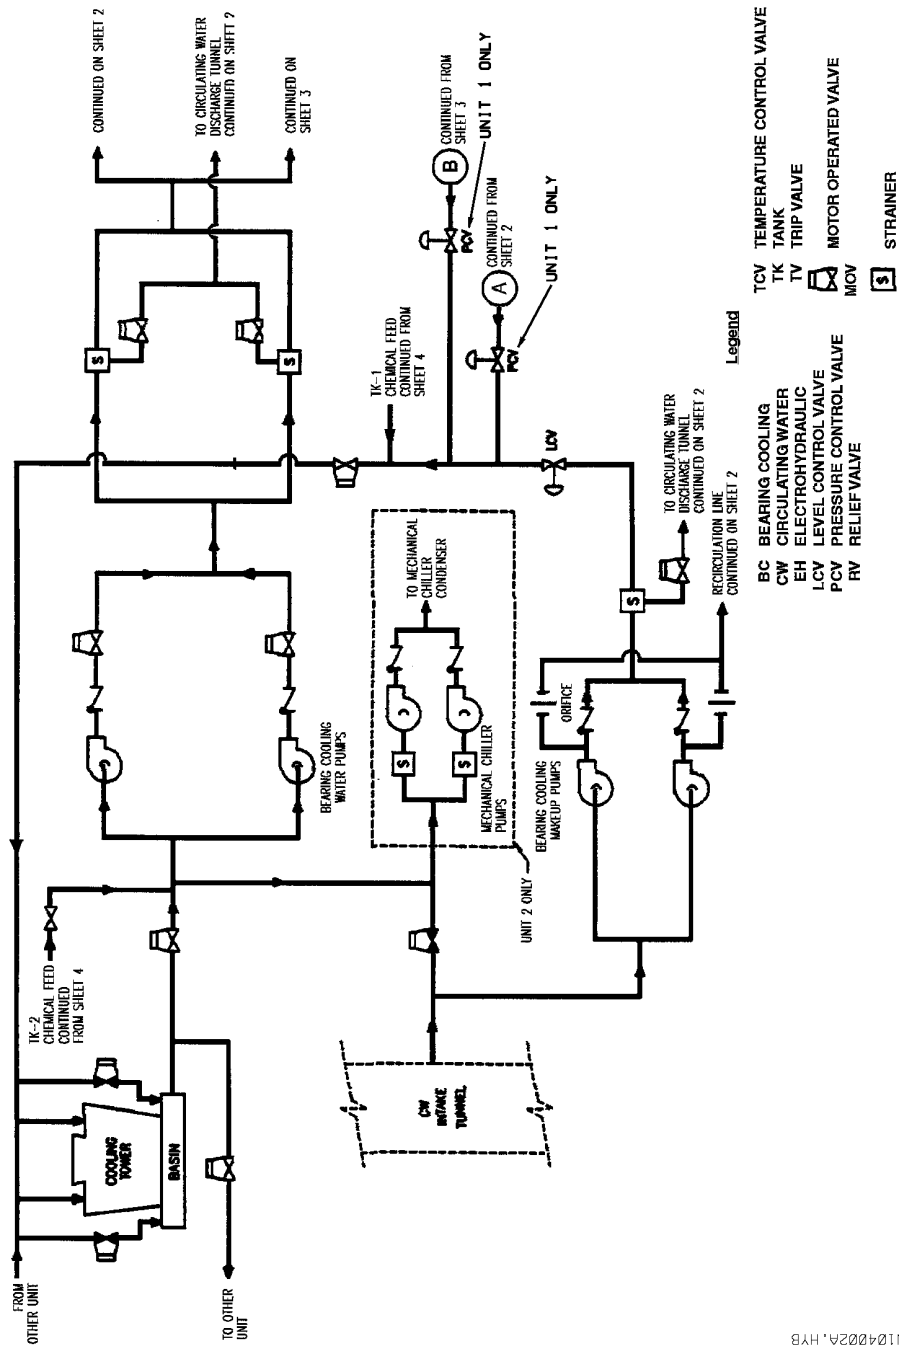 CONTINUED ON SHEET 2
TO CIRCULATING WATER
DISCHARGE TUNNEL
CONTINUED ON SHEET 2
CONTINUED ON
SHEET 3
CONTINUED FROM
SHEET 3
B
PCV
UNIT 1 ONLY
CONTINUED FROM
SHEET 2
A
PCV
UNIT 1 ONLY
TK-1
CHEMICAL FEED
CONTINUED FROM
SHEET 4
S
S
LCV
TO CIRCULATING WATER
DISCHARGE TUNNEL
CONTINUED ON SHEET 2
RECIRCULATION LINE
CONTINUED ON SHEET 2
S
TO MECHANICAL
CHILLER
CONDENSER
S
S
MECHANICAL CHILLER
PUMPS
UNIT 2 ONLY
BEARING COOLING
WATER PUMPS
ORIFICE
BEARING COOLING
MAKEUP PUMPS
TK-2
CHEMICAL FEED
CONTINUED
FROM SHEET 4
COOLING
TOWER
BASIN
CW
INTAKE
TUNNEL
FROM
OTHER UNIT
TO OTHER
UNIT
Legend
BC BEARING COOLING
CW CIRCULATING WATER
EH ELECTROHYDRAULIC
LCV LEVEL CONTROL VALVE
PCV PRESSURE CONTROL VALVE
RV RELIEF VALVE
TCV TEMPERATURE CONTROL VALVE
TK TANK
TV TRIP VALVE
MOV MOTOR OPERATED VALVE
S STRAINER